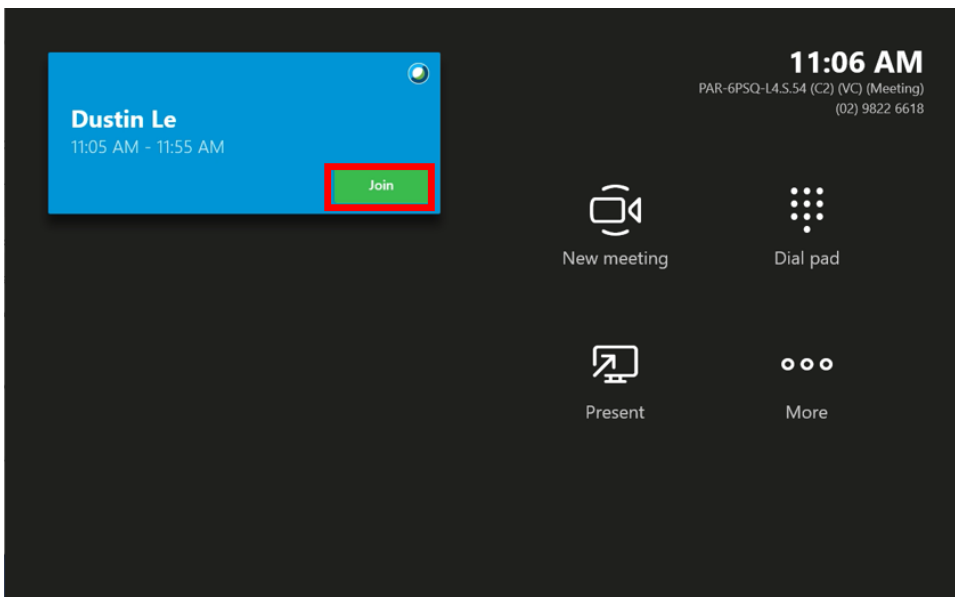 11:06 AM
PAR-6PSQ-L4.S.54 (C2) (VC) (Meeting)
(02) 9822 6618
Dustin Le
11:05 AM - 11:55 AM
Join
New meeting
Dial pad
Present
More